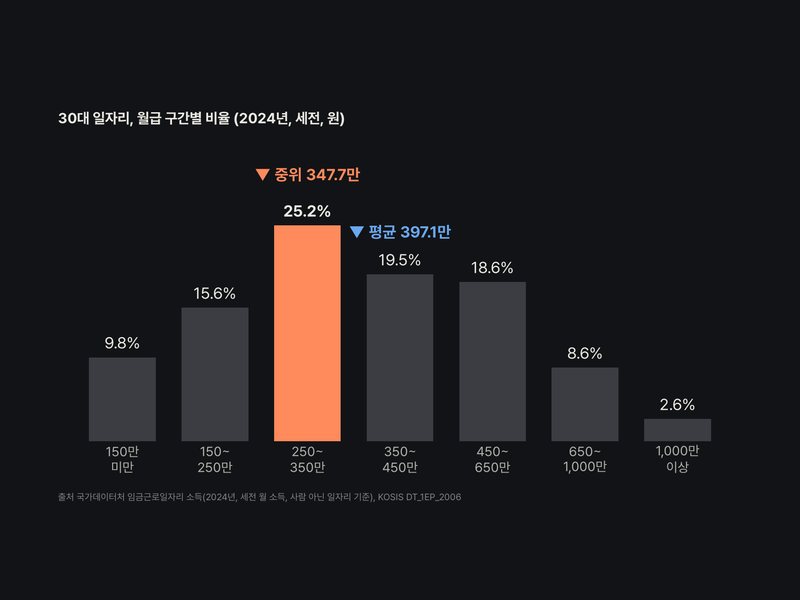 30대 일자리, 월급 구간별 비율 (2024년, 세전, 원)
▼ 중위 347.7만
25.2%
▼ 평균 397.1만
19.5%
18.6%
15.6%
9.8%
8.6%
2.6%
150만
미만
150~
250만
250~
350만
350~
450만
450~
650만
650~
1,000만
1,000만
이상
출처 국가데이터처 임금근로일자리 소득(2024년, 세전 월 소득, 사람 아닌 일자리 기준), KOSIS DT_1EP_2006